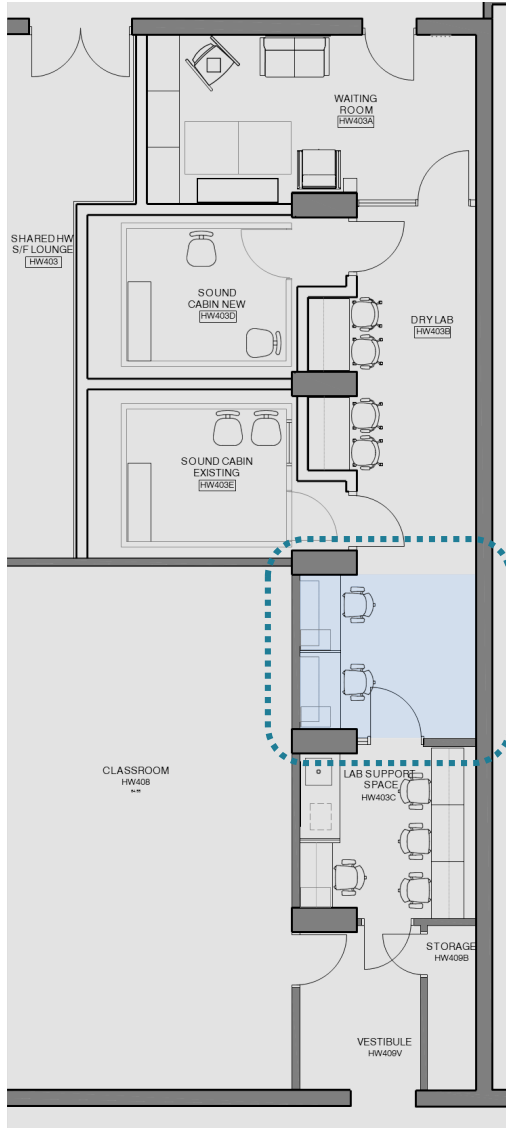 WAITING
ROOM
HW403A
SHARED HW
S/F LOUNGE
HW403
SOUND
CABIN NEW
HW403D
DRY LAB
HW403B
SOUND CABIN
EXISTING
HW403E
CLASSROOM
HW408
LAB SUPPORT
SPACE
HW403C
STORAGE
HW409B
VESTIBULE
HW409V